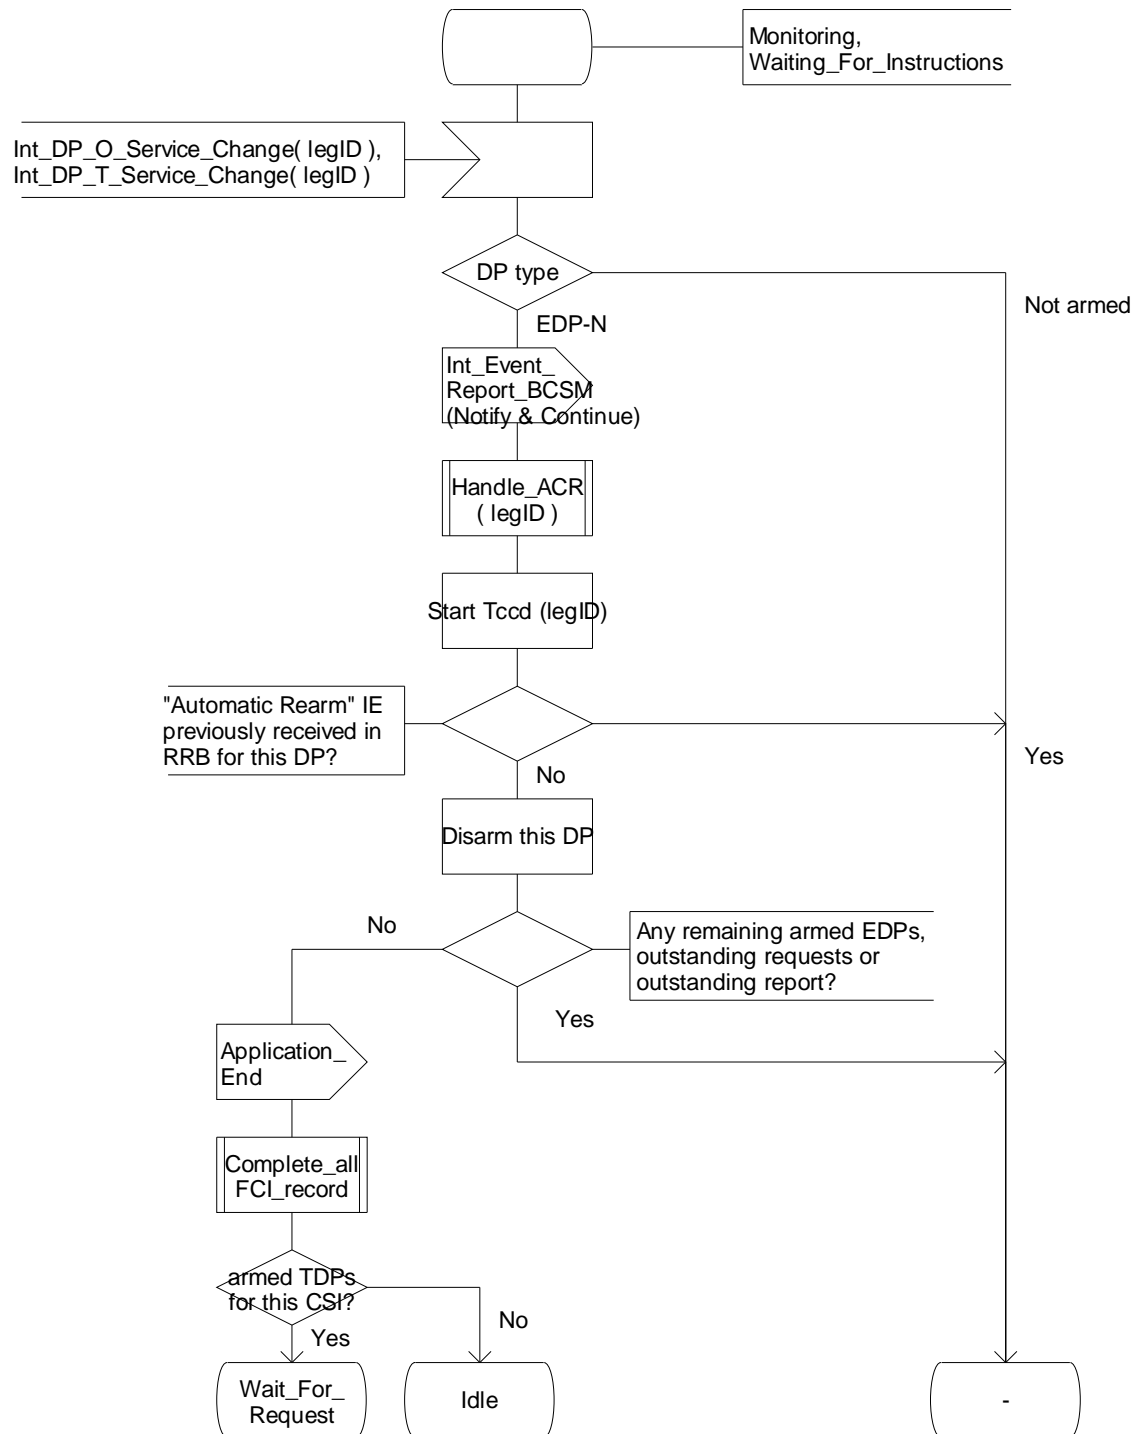 Monitoring,
Waiting_For_Instructions
Int_DP_O_Service_Change( legID ),
Int_DP_T_Service_Change( legID )
DP type
Not armed
EDP-N
Int_Event_
Report_BCSM
(Notify & Continue)
Handle_ACR
( legID )
Start Tccd (legID)
"Automatic Rearm" IE
previously received in
RRB for this DP?
Yes
No
Disarm this DP
No
Any remaining armed EDPs,
outstanding requests or
outstanding report?
Yes
Application_
End
Complete_all
FCI_record
armed TDPs
for this CSI?
No
Yes
Wait_For_
Request
Idle
-